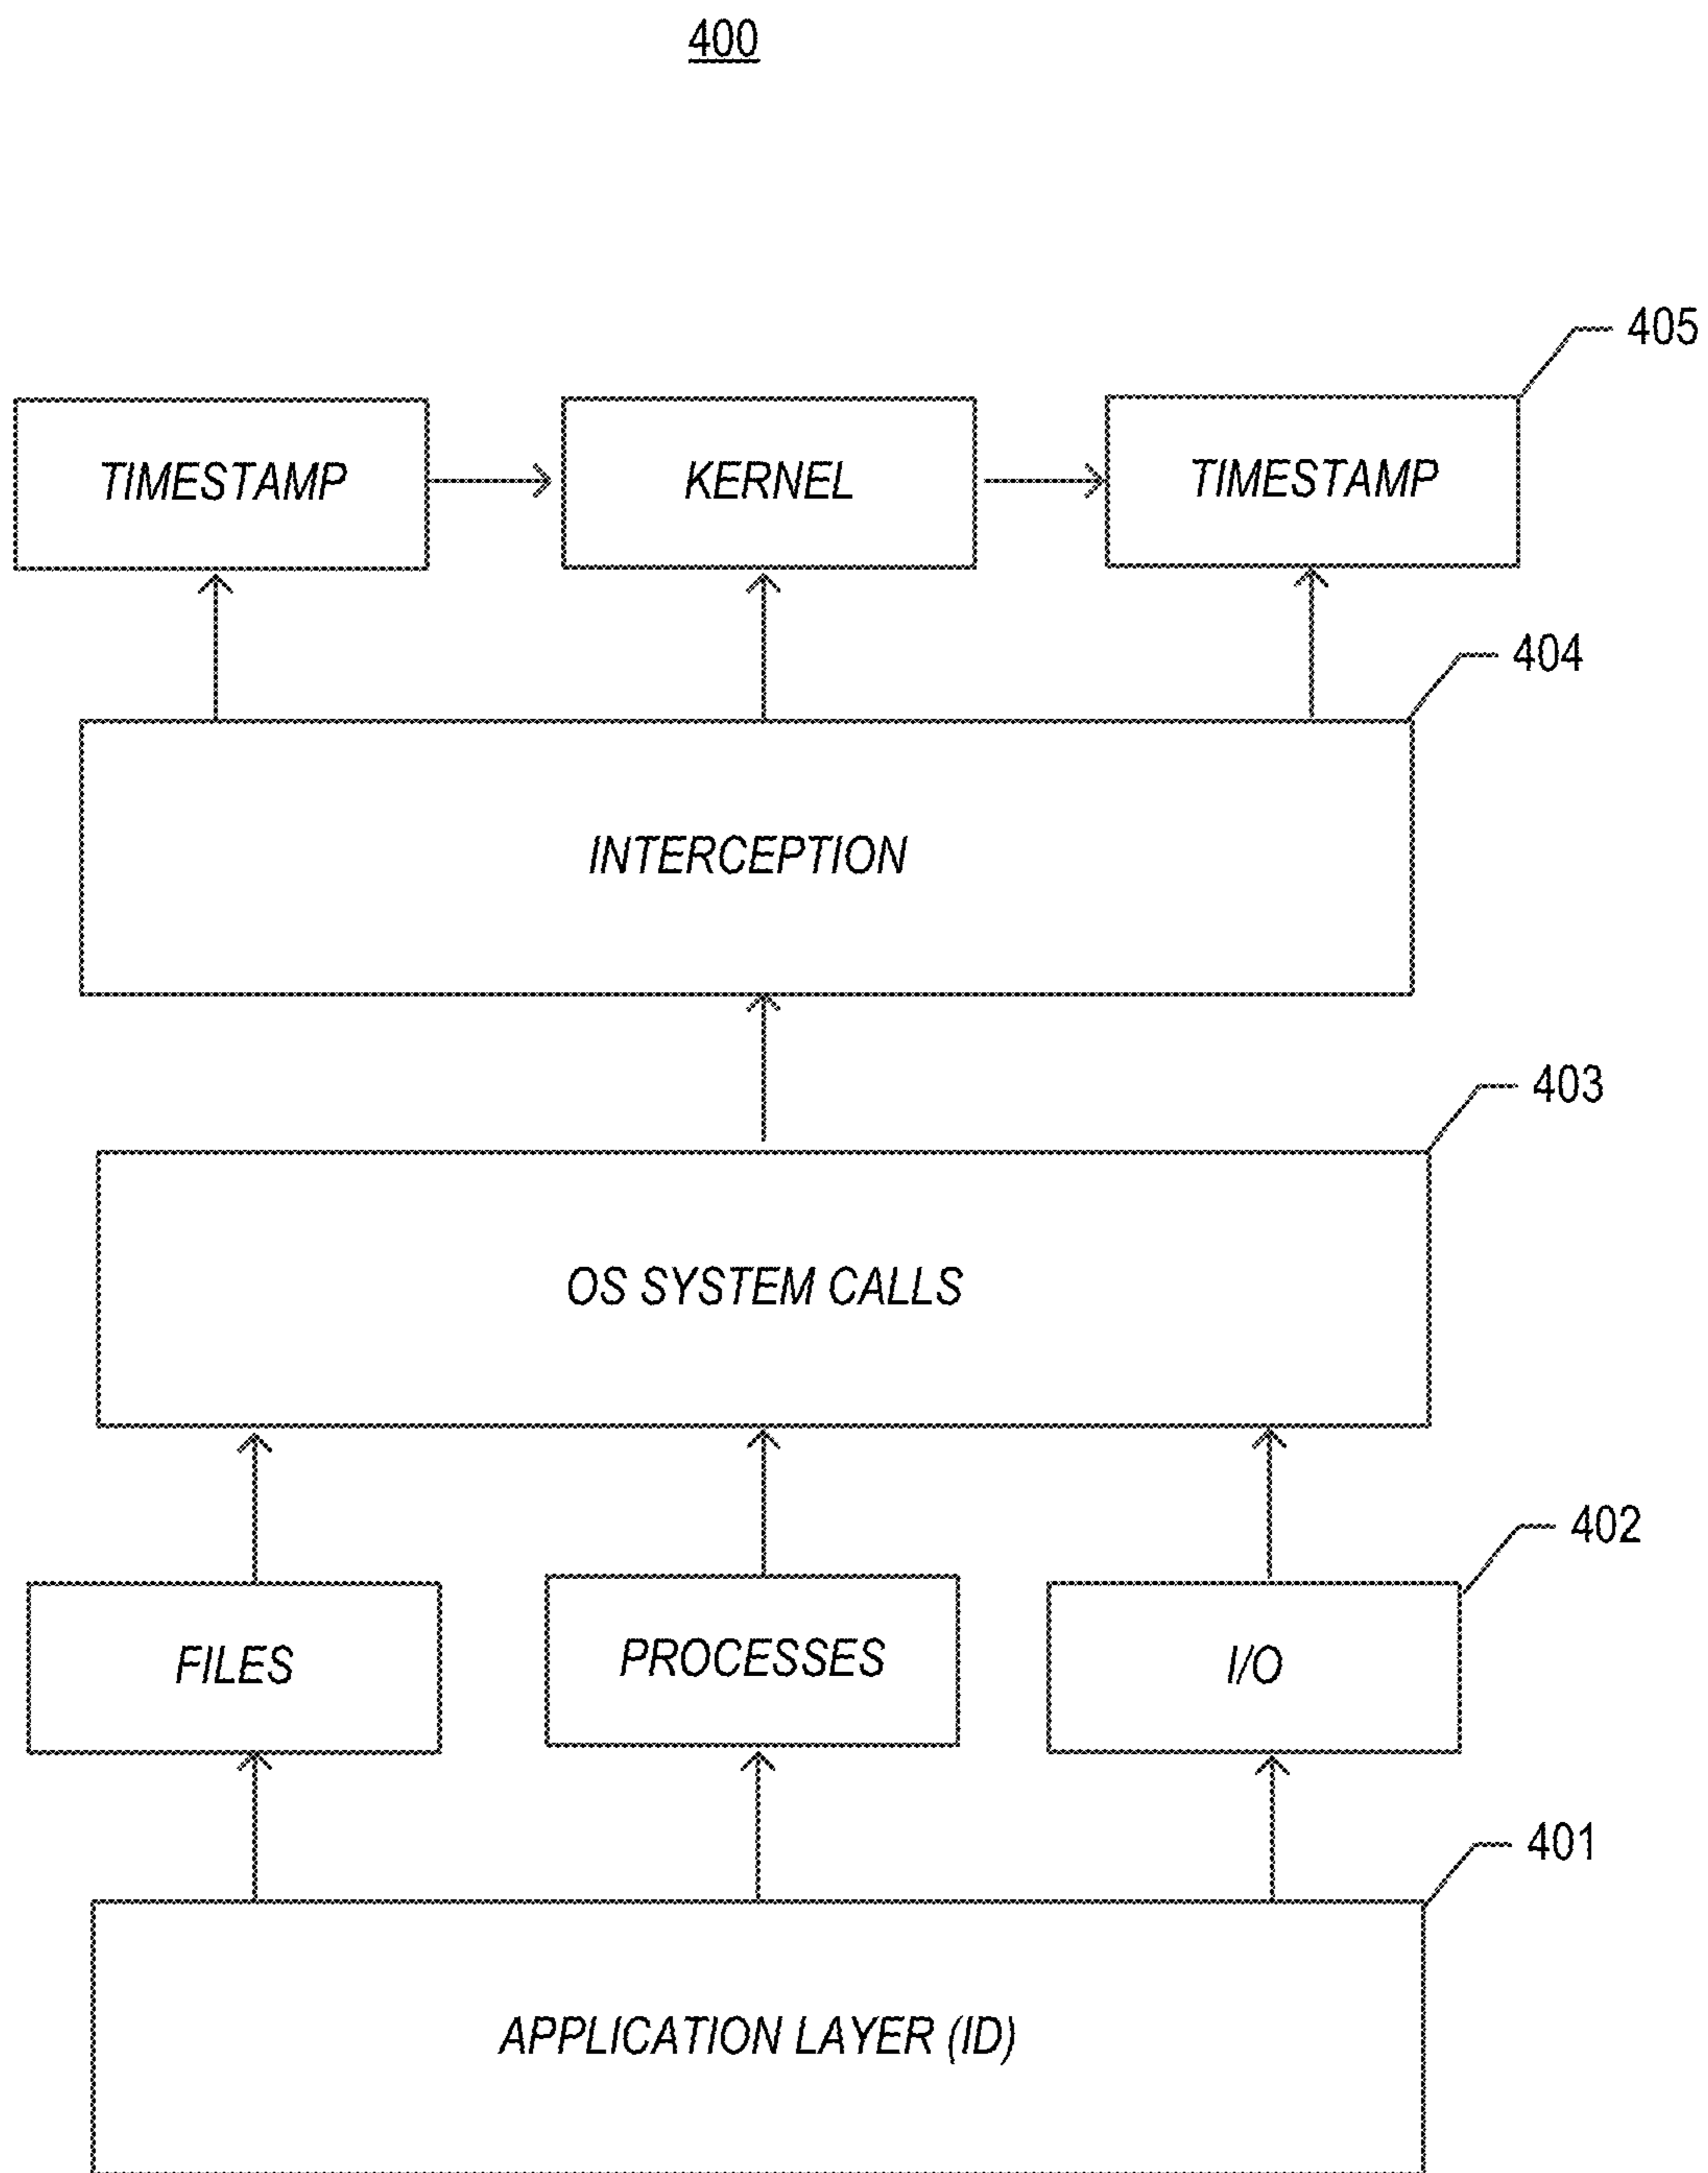 400
405
TIMESTAMP
KERNEL
TIMESTAMP
404
INTERCEPTION
403
OS SYSTEM CALLS
402
FILES
PROCESSES
I/O
401
APPLICATION LAYER (ID)